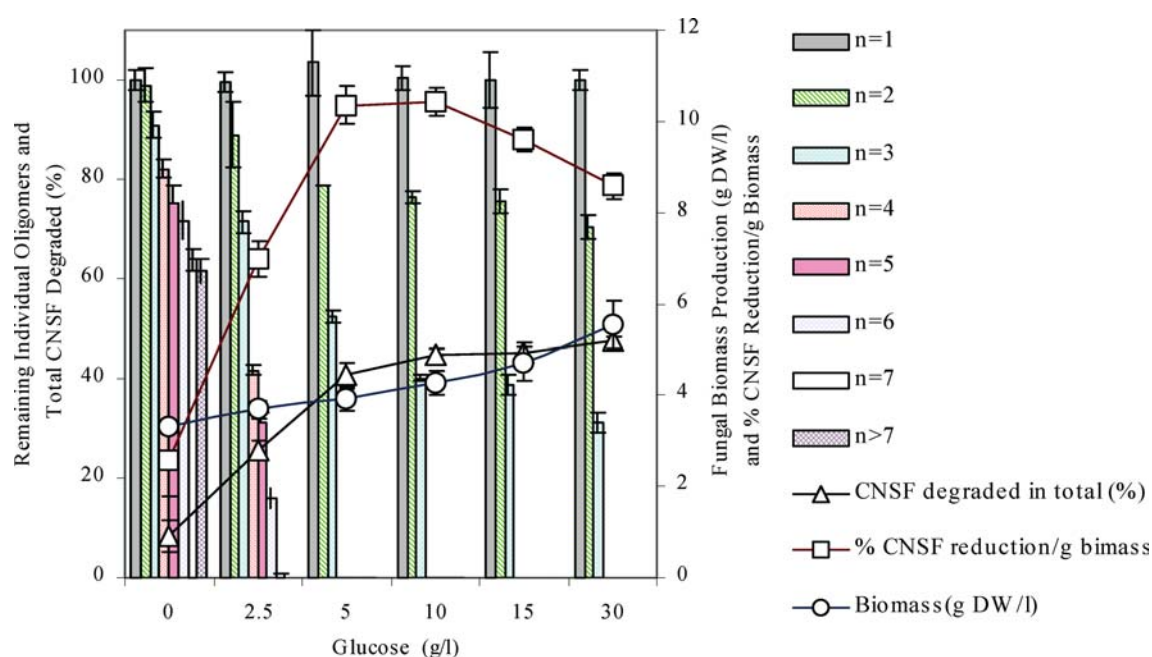 Remaining Individual Oligomers and
Total CNSF Degraded (%)
100
80
60
40
20
0
0
2.5
5
10
15
30
Glucose (g/l)
12
10
8
6
4
2
0
Fungal Biomass Production (g DW/l)
and % CNSF Reduction/g Biomass
n=1
n=2
n=3
n=4
n=5
n=6
n=7
n>7
CNSF degraded in total (%)
% CNSF reduction/g bimass
Biomass (g DW/l)